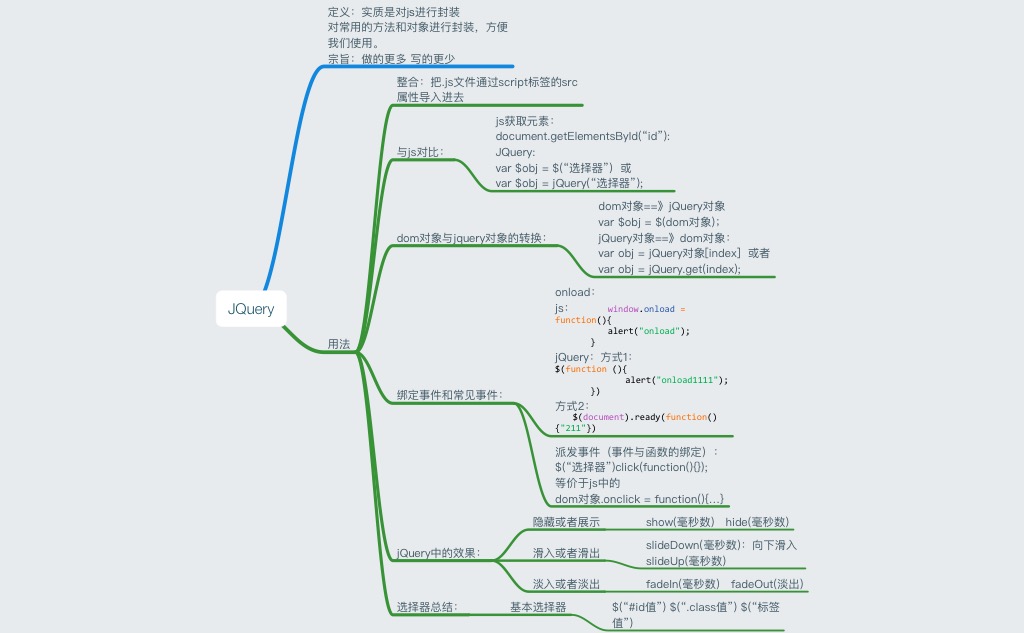 定义：实质是对js进行封装
对常用的方法和对象进行封装，方便
我们使用。
宗旨：做的更多 写的更少
整合：把.js文件通过script标签的src
属性导入进去
与js对比：
js获取元素：
document.getElementsById(“id”):
JQuery:
var $obj = $(“选择器”）或
var $obj = jQuery(“选择器”);
dom对象与jquery对象的转换：
dom对象==》jQuery对象
var $obj = $(dom对象);
jQuery对象==》dom对象：
var obj = jQuery对象[index] 或者
var obj = jQuery.get(index);
JQuery
用法
绑定事件和常见事件：
onload：
js： window.onload =
function(){
alert("onload");
}
jQuery：方式1：
$(function (){
alert("onload1111");
})
方式2：
$(document).ready(function()
{"211"})
派发事件（事件与函数的绑定）：
$(“选择器”)click(function(){});
等价于js中的
dom对象.onclick = function(){...}
jQuery中的效果：
隐藏或者展示
show(毫秒数) hide(毫秒数)
滑入或者滑出
slideDown(毫秒数)：向下滑入
slideUp(毫秒数)
淡入或者淡出
fadeIn(毫秒数) fadeOut(淡出)
选择器总结：
基本选择器
$(“#id值”) $(“.class值”) $(“标签
值”)